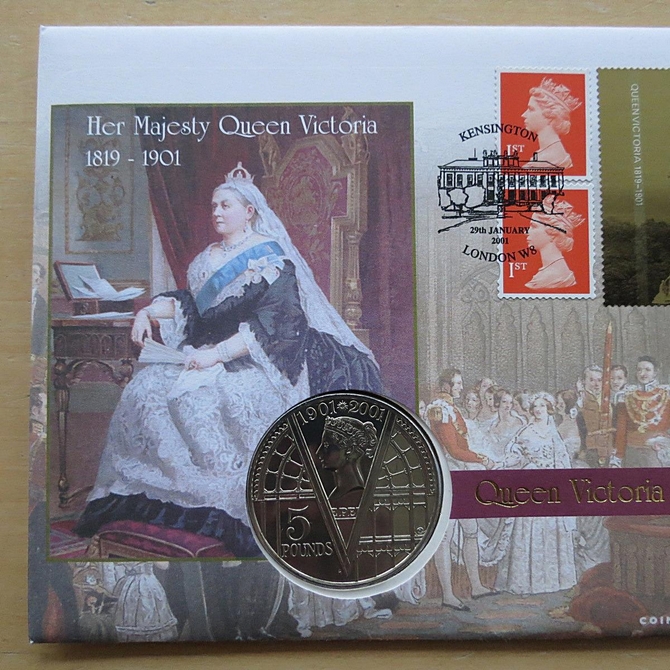 Her Majesty Queen Victoria
1819 - 1901
KENSINGTON
29th JANUARY
2001
LONDON W8
1ST
1ST
QUEEN VICTORIA 1819-1901
1901 2001
5
POUNDS
Queen Victoria
COIN